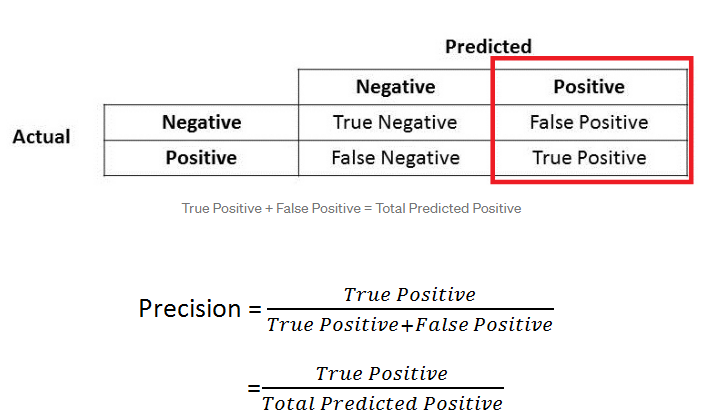 Predicted
Negative Positive
Actual Negative True Negative False Positive
Positive False Negative True Positive
True Positive + False Positive = Total Predicted Positive
Precision = True Positive
True Positive+False Positive
= True Positive
Total Predicted Positive